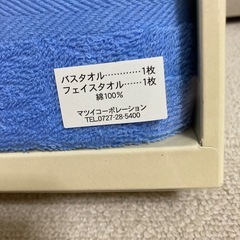 バスタオル…………1枚
フェイスタオル……1枚
綿100%
マツイコーポレーション
TEL.0727-28-5400